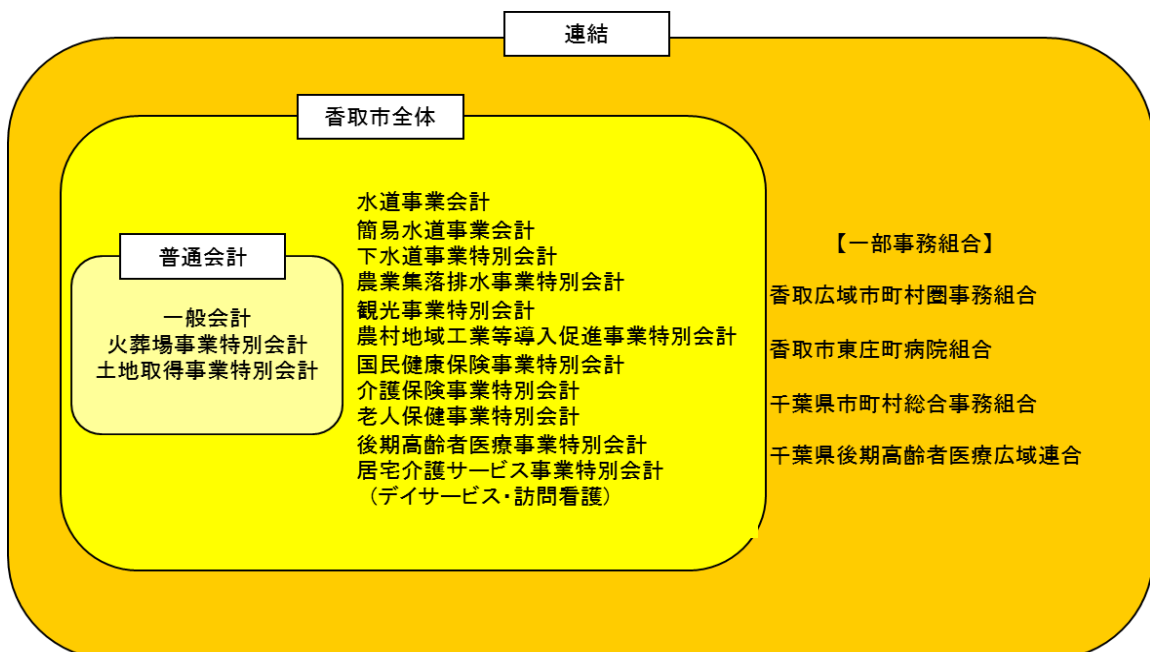 連結
香取市全体
普通会計
一般会計
火葬場事業特別会計
土地取得事業特別会計
水道事業会計
簡易水道事業会計
下水道事業特別会計
農業集落排水事業特別会計
観光事業特別会計
農村地域工業等導入促進事業特別会計
国民健康保険事業特別会計
介護保険事業特別会計
老人保健事業特別会計
後期高齢者医療事業特別会計
居宅介護サービス事業特別会計
（デイサービス・訪問看護）
【一部事務組合】
香取広域市町村圏事務組合
香取市東庄町病院組合
千葉県市町村総合事務組合
千葉県後期高齢者医療広域連合